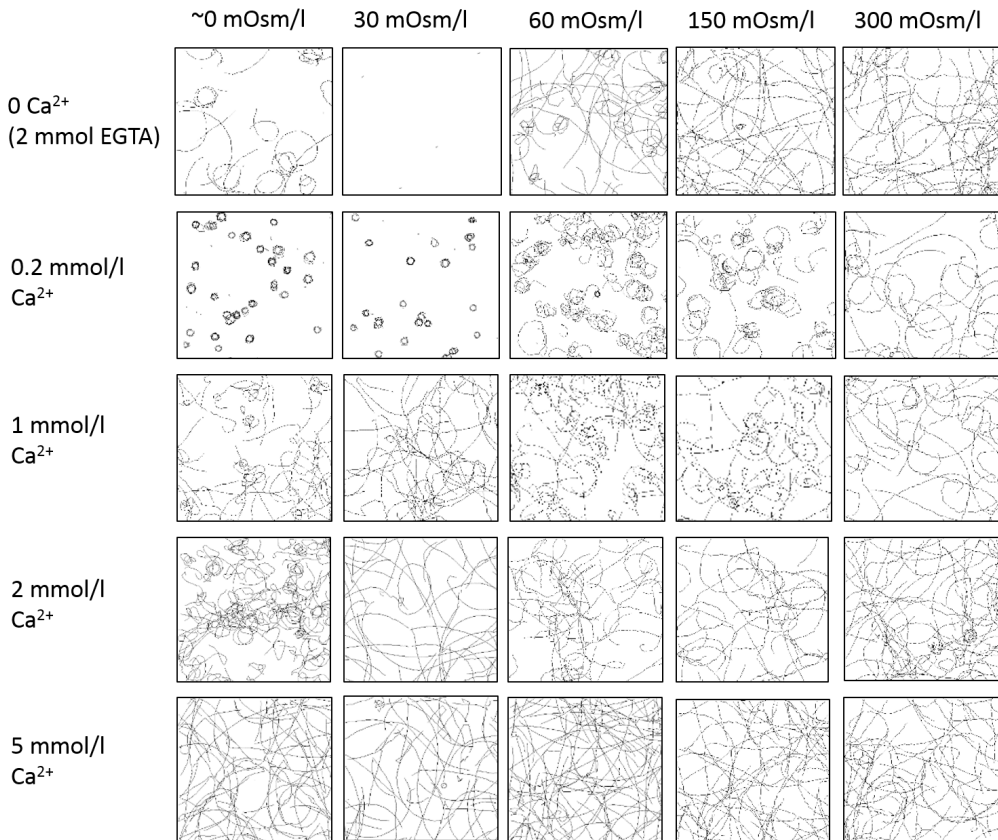 ~0 mOsm/l 30 mOsm/l 60 mOsm/l 150 mOsm/l 300 mOsm/l
0 Ca²⁺
(2 mmol EGTA)
0.2 mmol/l
Ca²⁺
1 mmol/l
Ca²⁺
2 mmol/l
Ca²⁺
5 mmol/l
Ca²⁺